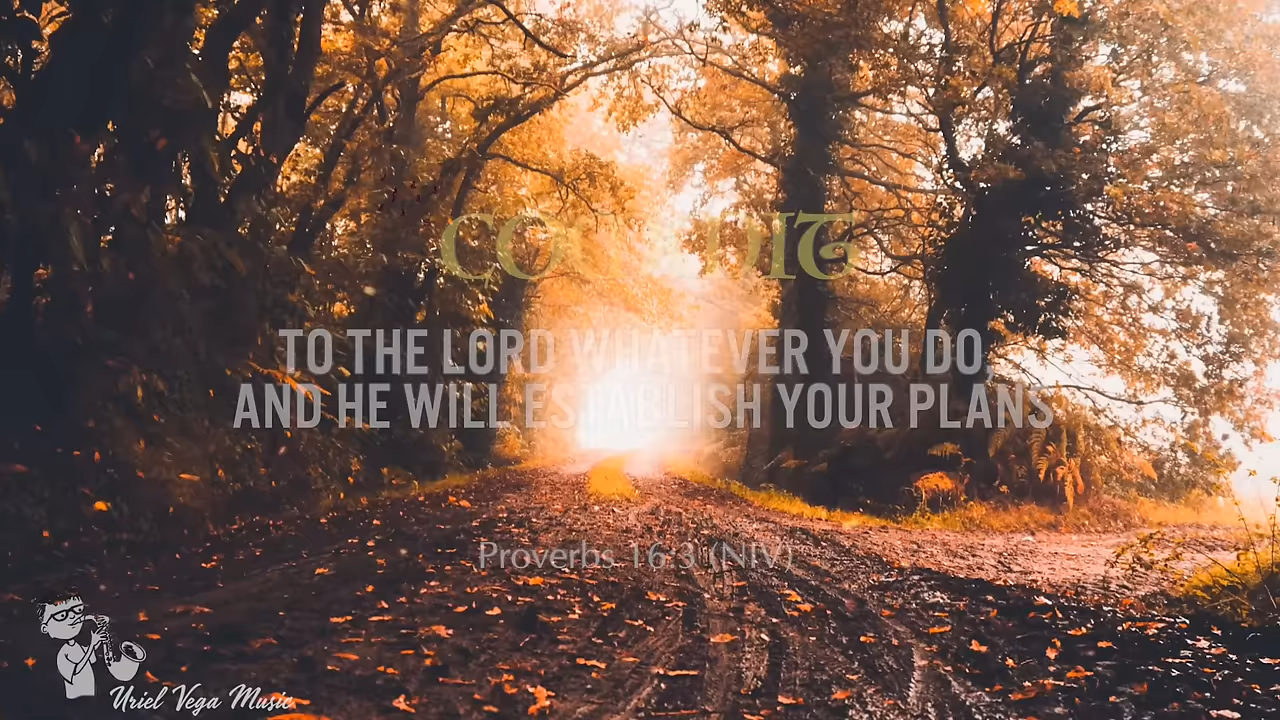 TO THE LORD WHATEVER YOU DO,
AND HE WILL ESTABLISH YOUR PLANS
Proverbs 16 3 (NIV)
Uriel Vega Music